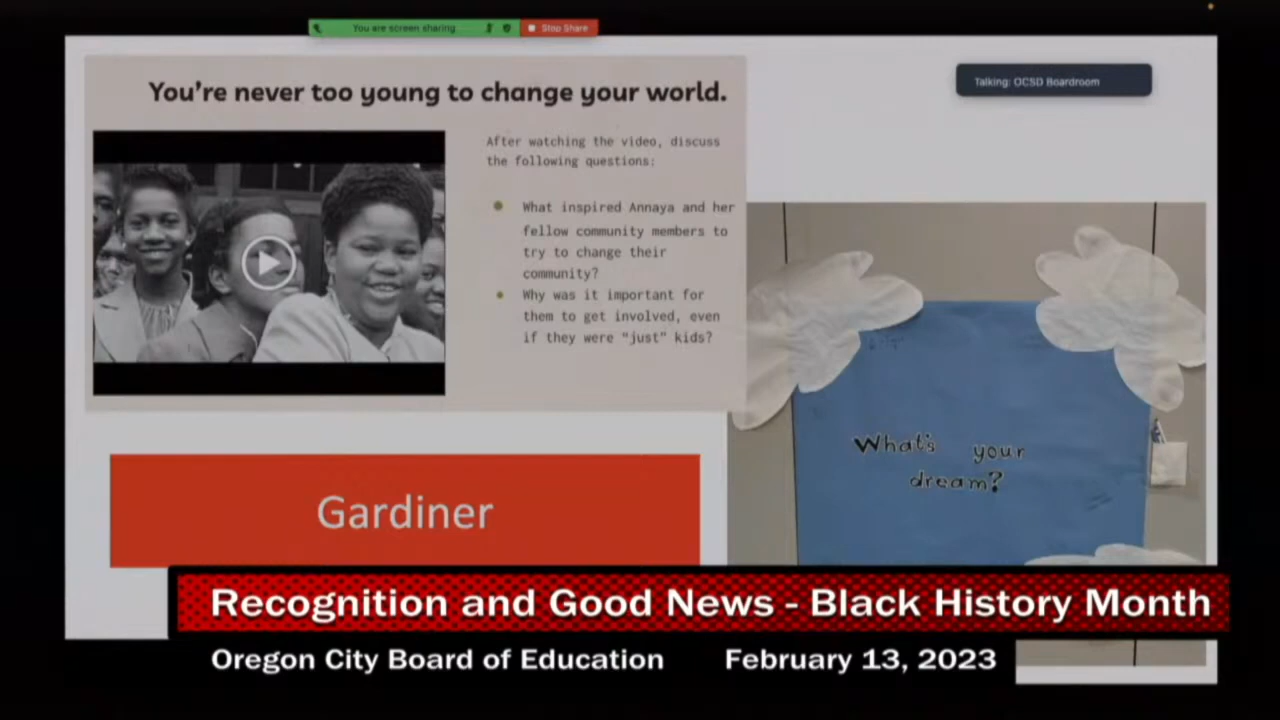 You are screen sharing
Stop Share
Talking: OCSD Boardroom
You're never too young to change your world.
After watching the video, discuss
the following questions:
What inspired Annaya and her
fellow community members to
try to change their
community?
Why was it important for
them to get involved, even
if they were "just" kids?
What's your
dream?
Gardiner
Recognition and Good News - Black History Month
Oregon City Board of Education February 13, 2023